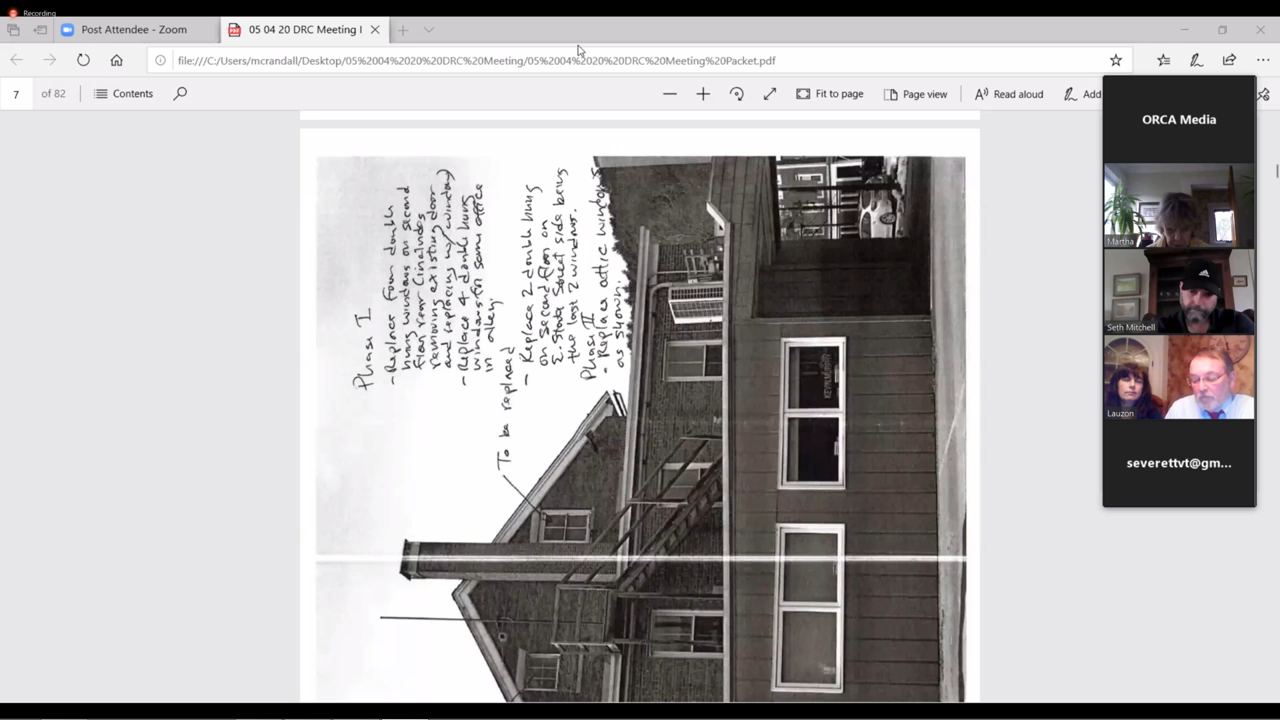 Recording
Post Attendee - Zoom
05 04 20 DRC Meeting I
file:///C:/Users/mcrandall/Desktop/05%2004%2020%20DRC%20Meeting/05%2004%2020%20DRC%20Meeting%20Packet.pdf
7 of 82
Contents
Fit to page
Page view
Read aloud
Add
ORCA Media
Martha
Seth Mitchell
Lauzon
severettvt@gm...
Phase I
- Replace four double
hung windows on second
floor rear
removing existing door
and replacing w/ window)
- Replace 4 double hung
windows for same office
in alley.
To be replaced
- Replace 2 double hung
on second floor on
E. State Street side being
the last 2 windows.
Phase II
- Replace attic windows
as shown.